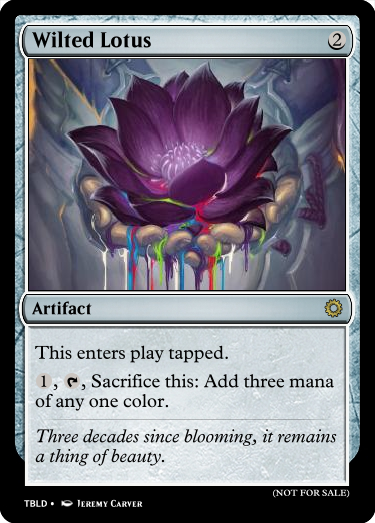 Wilted Lotus 2
Artifact
This enters play tapped.
1, T, Sacrifice this: Add three mana
of any one color.
Three decades since blooming, it remains
a thing of beauty.
TBLD • Jeremy Carver
(NOT FOR SALE)